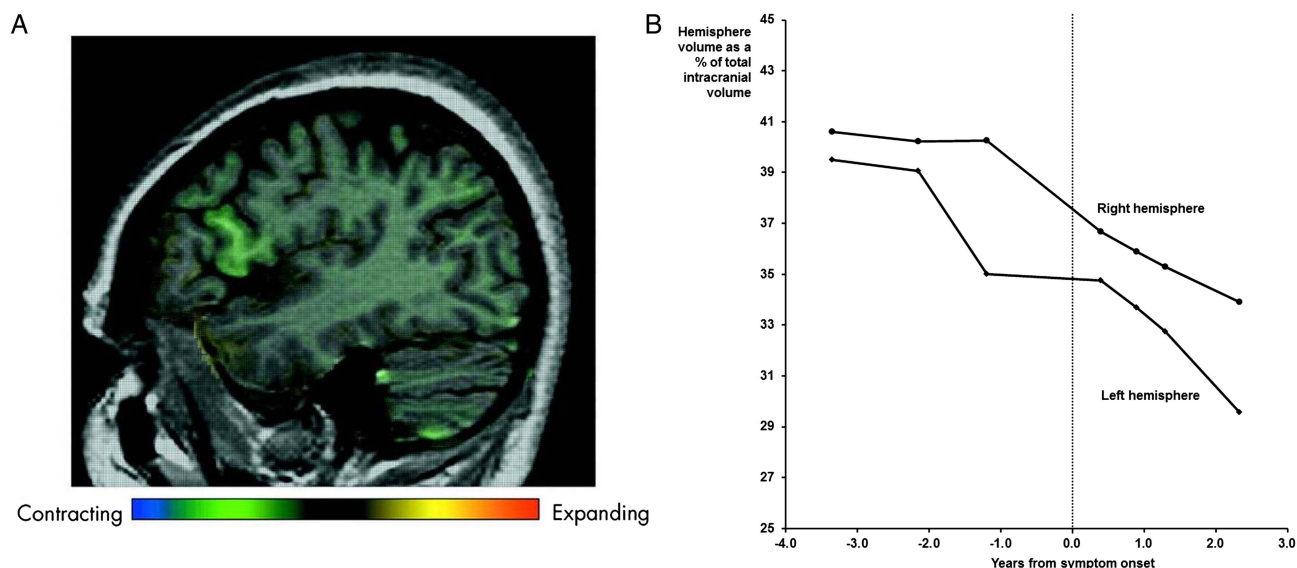 A
Contracting
Expanding
B
Hemisphere
volume as a
% of total
intracranial
volume
45
43
41
39
37
35
33
31
29
27
25
Right hemisphere
Left hemisphere
-4.0 -3.0 -2.0 -1.0 0.0 1.0 2.0 3.0
Years from symptom onset